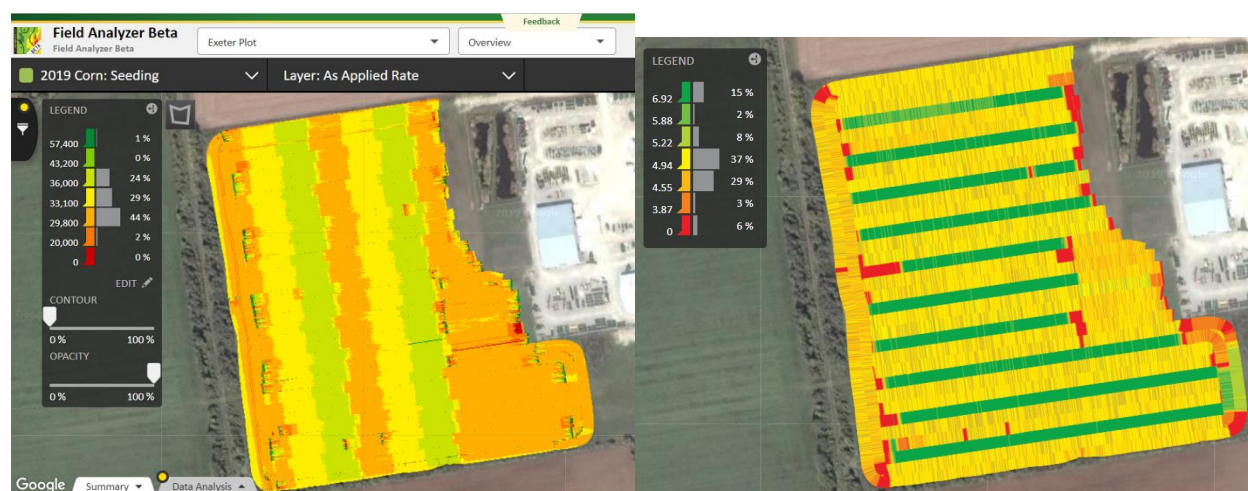 Feedback
Field Analyzer Beta
Field Analyzer Beta
Exeter Plot
Overview
2019 Corn: Seeding
Layer: As Applied Rate
LEGEND
57,400 1 %
43,200 0 %
36,000 24 %
33,100 29 %
29,800 44 %
20,000 2 %
0 0 %
EDIT
CONTOUR
0 % 100 %
OPACITY
0 % 100 %
Google
Summary
Data Analysis
LEGEND
6.92 15 %
5.88 2 %
5.22 8 %
4.94 37 %
4.55 29 %
3.87 3 %
0 6 %